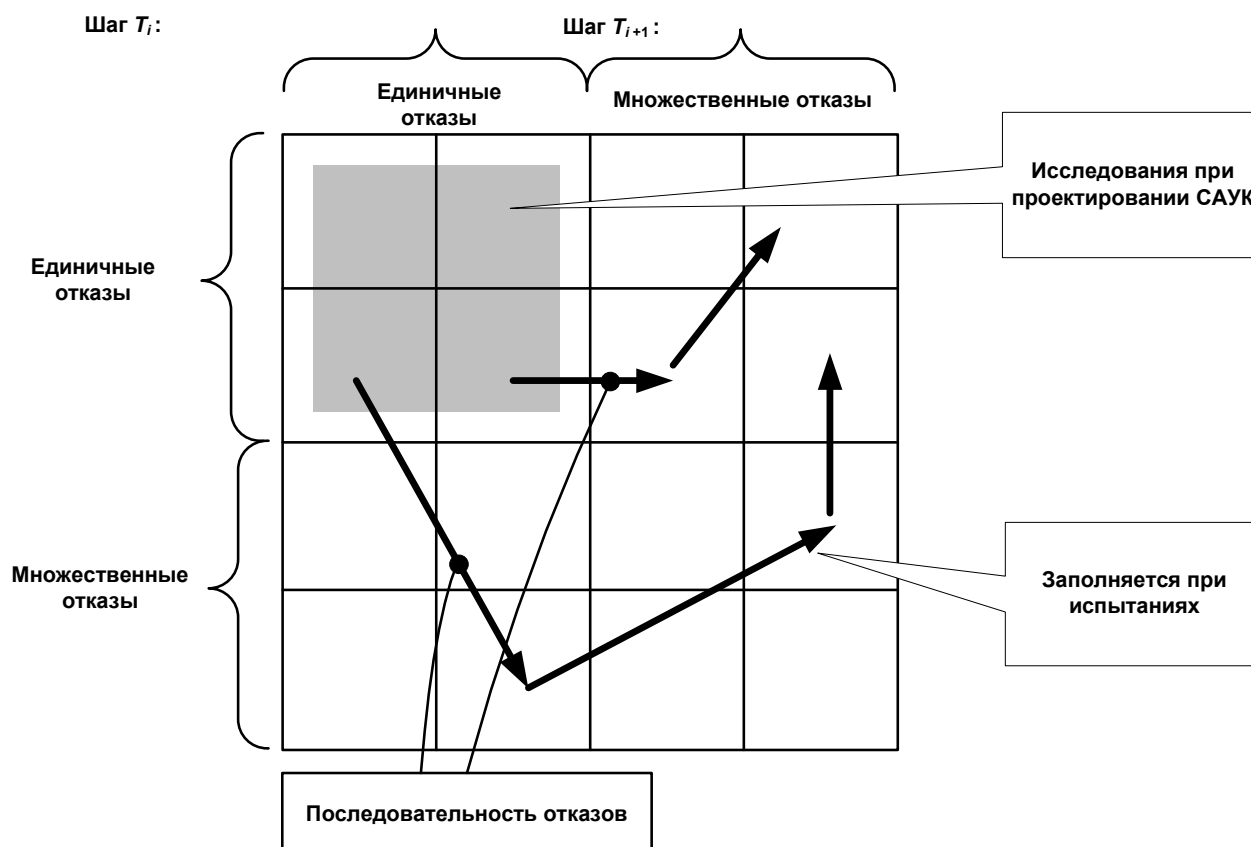 Шаг Ti :
Шаг Ti+1 :
Единичные
отказы
Множественные отказы
Исследования при
проектировании САУК
Единичные
отказы
Множественные
отказы
Заполняется при
испытаниях
Последовательность отказов